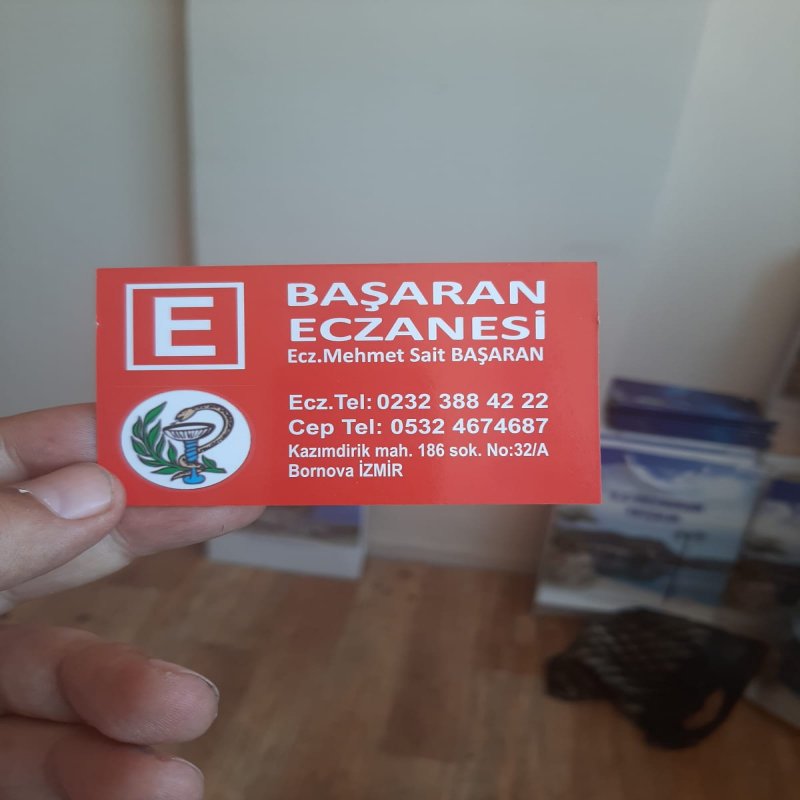 E
BAŞARAN
ECZANESİ
Ecz.Mehmet Sait BAŞARAN
Ecz.Tel: 0232 388 42 22
Cep Tel: 0532 4674687
Kazımdirik mah. 186 sok. No:32/A
Bornova İZMİR